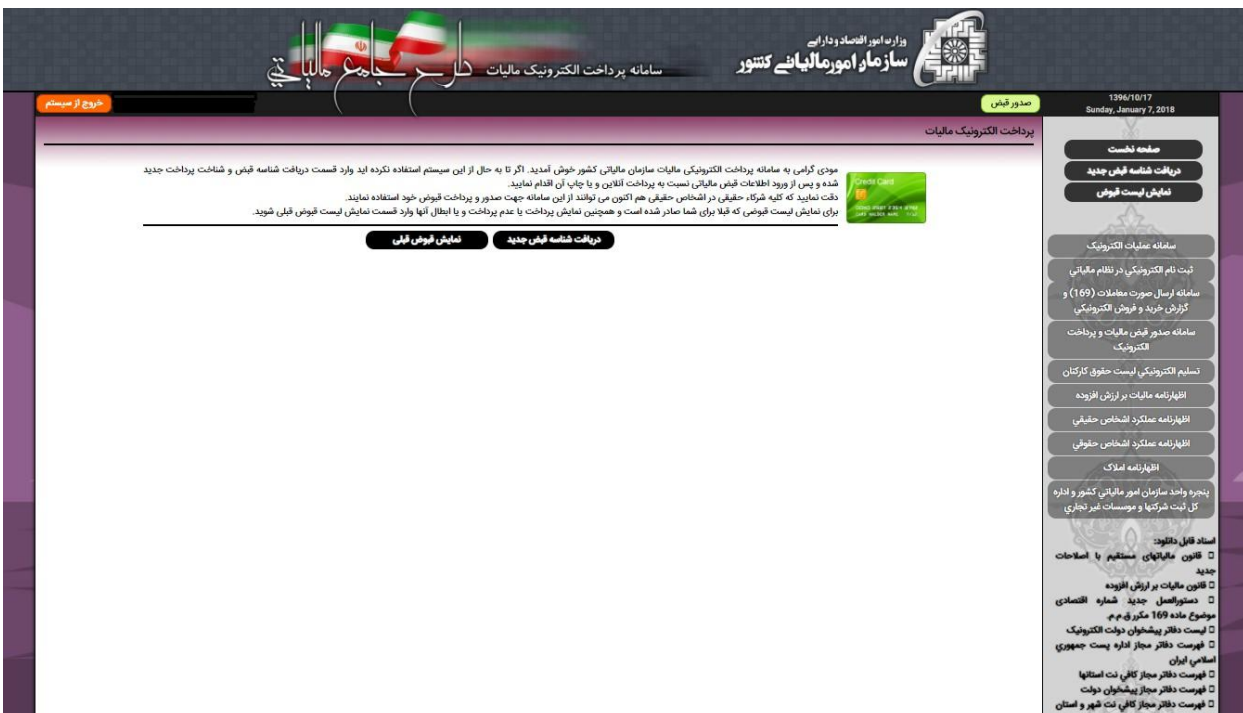 وزارت امور اقتصاد و دارایی
سازمان امور مالیاتی کشور
سامانه پرداخت الکترونیک مالیات
طرح جامع مالیاتی
1396/10/17
Sunday, January 7, 2018
صدور قبض
خروج از سیستم
صفحه نخست
دریافت شناسه قبض جدید
نمایش لیست قبوض
پرداخت الکترونیک مالیات
مودی گرامی به سامانه پرداخت الکترونیکی مالیات سازمان مالیاتی کشور خوش آمدید. اگر تا به حال از این سیستم استفاده نکرده اید وارد قسمت دریافت شناسه قبض و شناخت پرداخت جدید
شده و پس از ورود اطلاعات قبض مالیاتی نسبت به پرداخت آنلاین و یا چاپ آن اقدام نمایید.
دقت نمایید که کلیه شرکاء حقیقی در اشخاص حقیقی هم اکنون می توانند از این سامانه جهت صدور و پرداخت قبوض خود استفاده نمایند.
برای نمایش لیست قبوضی که قبلا برای شما صادر شده است و همچنین نمایش پرداخت یا عدم پرداخت و یا ابطال آنها وارد قسمت نمایش لیست قبوض قبلی شوید.
Credit Card
دریافت شناسه قبض جدید
نمایش قبوض قبلی
سامانه عملیات الکترونیک
ثبت نام الکترونیکي در نظام مالیاتي
سامانه ارسال صورت معاملات (169) و
گزارش خرید و فروش الکترونیکي
سامانه صدور قبض مالیات و پرداخت
الکترونیک
تسلیم الکترونیکي لیست حقوق کارکنان
اظهارنامه مالیات بر ارزش افزوده
اظهارنامه عملکرد اشخاص حقیقي
اظهارنامه عملکرد اشخاص حقوقي
اظهارنامه املاک
پنجره واحد سازمان امور مالیاتي کشور و اداره
کل ثبت شرکتها و موسسات غیر تجاري
اسناد قابل دانلود:
قانون مالیاتهای مستقیم با اصلاحات
جدید
قانون مالیات بر ارزش افزوده
دستورالعمل جدید شماره اقتصادی
موضوع ماده 169 مکرر ق.م.م.
لیست دفاتر پیشخوان دولت الکترونیک
فهرست دفاتر مجاز اداره پست جمهوري
اسلامي ایران
فهرست دفاتر مجاز کافي نت استانها
فهرست دفاتر مجاز پیشخوان دولت
فهرست دفاتر مجاز کافي نت شهر و استان